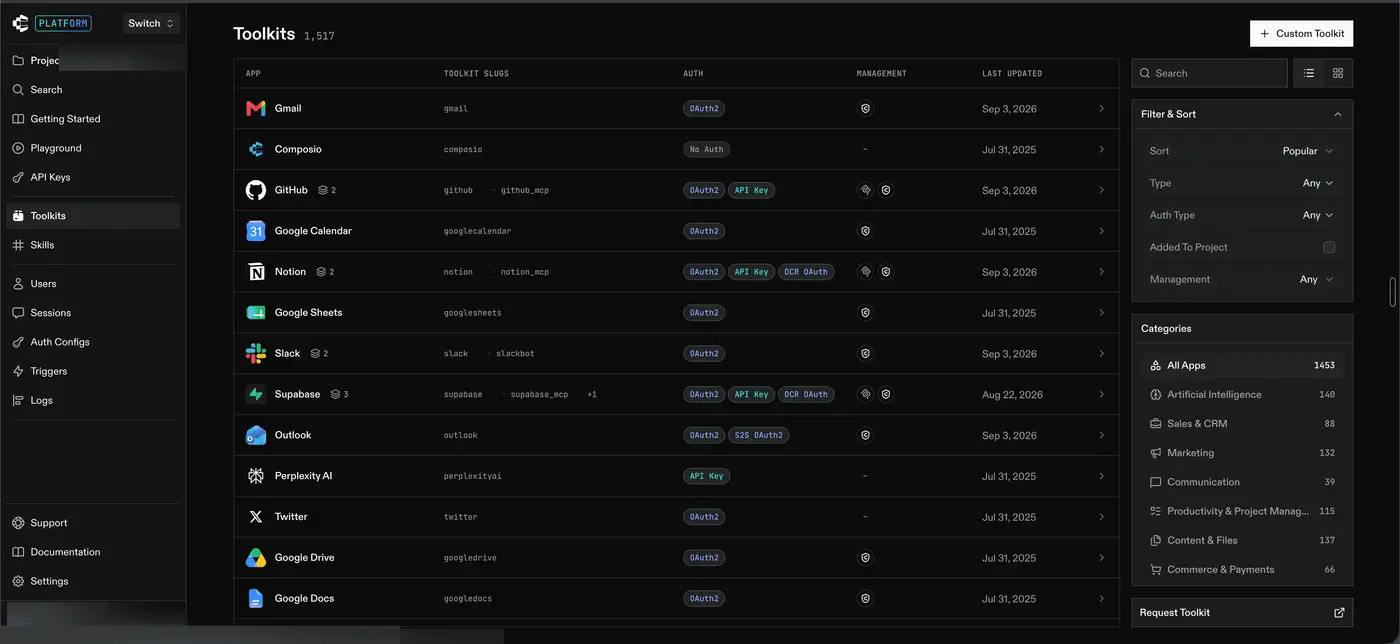 PLATFORM
Switch
Projec
Search
Getting Started
Playground
API Keys
Toolkits
Skills
Users
Sessions
Auth Configs
Triggers
Logs
Support
Documentation
Settings
Toolkits 1,517
+ Custom Toolkit
APP TOOLKIT SLUGS AUTH MANAGEMENT LAST UPDATED
Gmail gmail OAuth2 Sep 3, 2026
Composio composio No Auth – Jul 31, 2025
GitHub 2 github · github_mcp OAuth2 API Key Sep 3, 2026
31 Google Calendar googlecalendar OAuth2 Jul 31, 2025
Notion 2 notion · notion_mcp OAuth2 API Key DCR OAuth Sep 3, 2026
Google Sheets googlesheets OAuth2 Jul 31, 2025
Slack 2 slack · slackbot OAuth2 Sep 3, 2026
Supabase 3 supabase · supabase_mcp +1 OAuth2 API Key DCR OAuth Aug 22, 2026
Outlook outlook OAuth2 S2S OAuth2 Sep 3, 2026
Perplexity AI perplexityai API Key – Jul 31, 2025
Twitter twitter OAuth2 – Jul 31, 2025
Google Drive googledrive OAuth2 Jul 31, 2025
Google Docs googledocs OAuth2 Jul 31, 2025
Search
Filter & Sort
Sort Popular
Type Any
Auth Type Any
Added To Project
Management Any
Categories
All Apps 1453
Artificial Intelligence 140
Sales & CRM 88
Marketing 132
Communication 39
Productivity & Project Manag... 115
Content & Files 137
Commerce & Payments 66
Request Toolkit